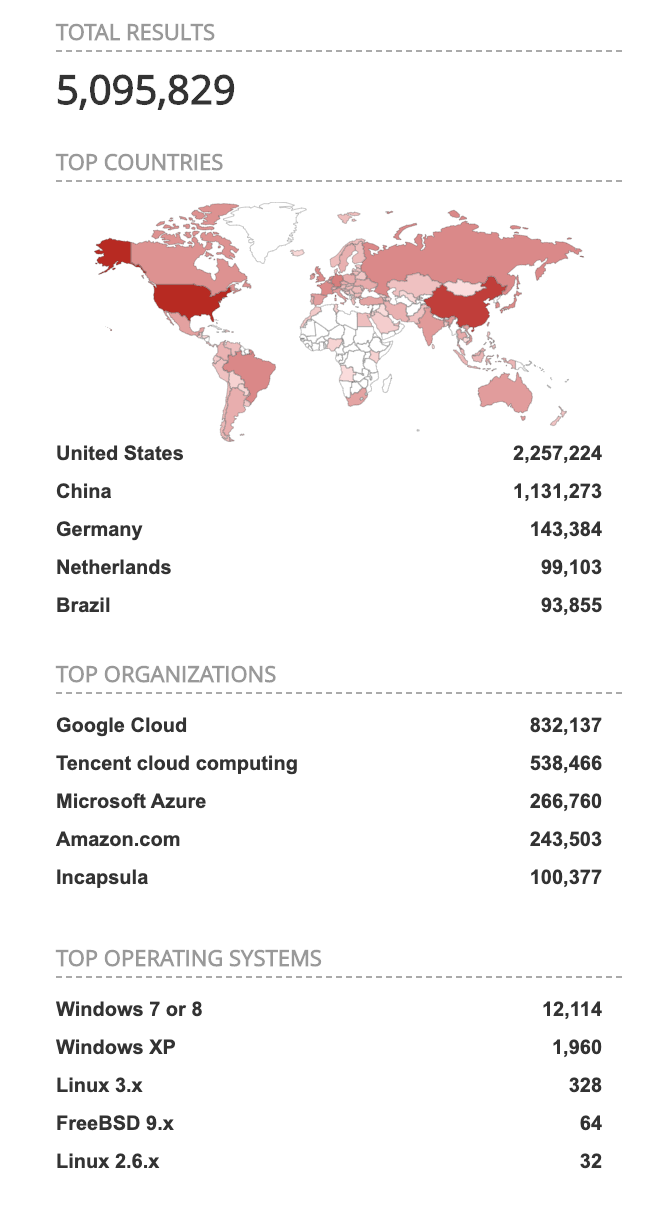 TOTAL RESULTS
5,095,829
TOP COUNTRIES
United States 2,257,224
China 1,131,273
Germany 143,384
Netherlands 99,103
Brazil 93,855
TOP ORGANIZATIONS
Google Cloud 832,137
Tencent cloud computing 538,466
Microsoft Azure 266,760
Amazon.com 243,503
Incapsula 100,377
TOP OPERATING SYSTEMS
Windows 7 or 8 12,114
Windows XP 1,960
Linux 3.x 328
FreeBSD 9.x 64
Linux 2.6.x 32